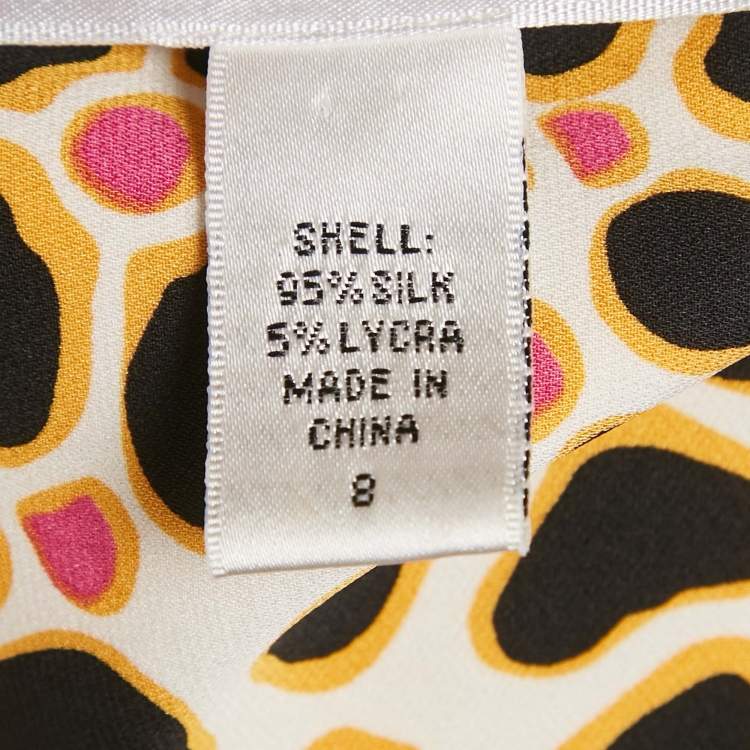 SHELL:
95% SILK
5% LYCRA
MADE IN
CHINA
8